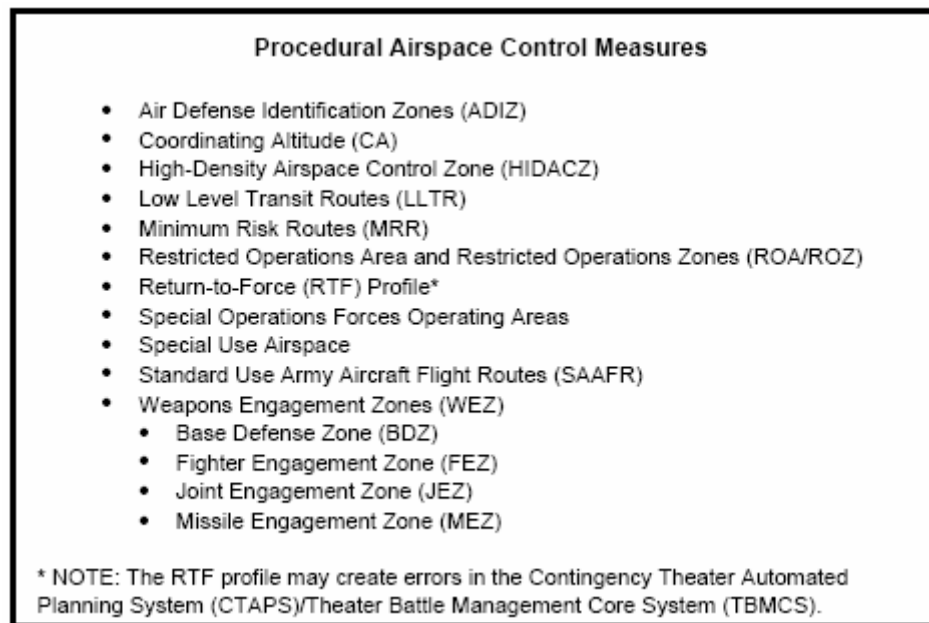 Procedural Airspace Control Measures
• Air Defense Identification Zones (ADIZ)
• Coordinating Altitude (CA)
• High-Density Airspace Control Zone (HIDACZ)
• Low Level Transit Routes (LLTR)
• Minimum Risk Routes (MRR)
• Restricted Operations Area and Restricted Operations Zones (ROA/ROZ)
• Return-to-Force (RTF) Profile*
• Special Operations Forces Operating Areas
• Special Use Airspace
• Standard Use Army Aircraft Flight Routes (SAAFR)
• Weapons Engagement Zones (WEZ)
• Base Defense Zone (BDZ)
• Fighter Engagement Zone (FEZ)
• Joint Engagement Zone (JEZ)
• Missile Engagement Zone (MEZ)
* NOTE: The RTF profile may create errors in the Contingency Theater Automated
Planning System (CTAPS)/Theater Battle Management Core System (TBMCS).